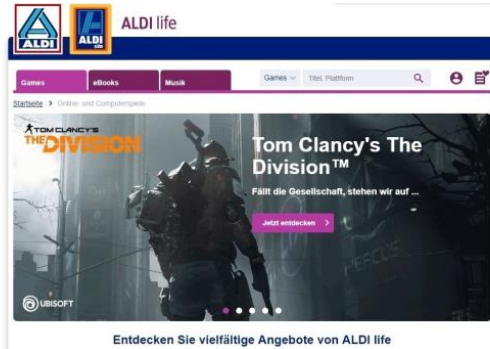 ALDI
ALDI
SÜD
ALDI life
Games
eBooks
Musik
Games
Titel, Plattform
Startseite > Online- und Computerspiele
TOM CLANCY'S
THE DIVISION
Tom Clancy's The
Division™
Fällt die Gesellschaft, stehen wir auf ...
Jetzt entdecken >
UBISOFT
Entdecken Sie vielfältige Angebote von ALDI life